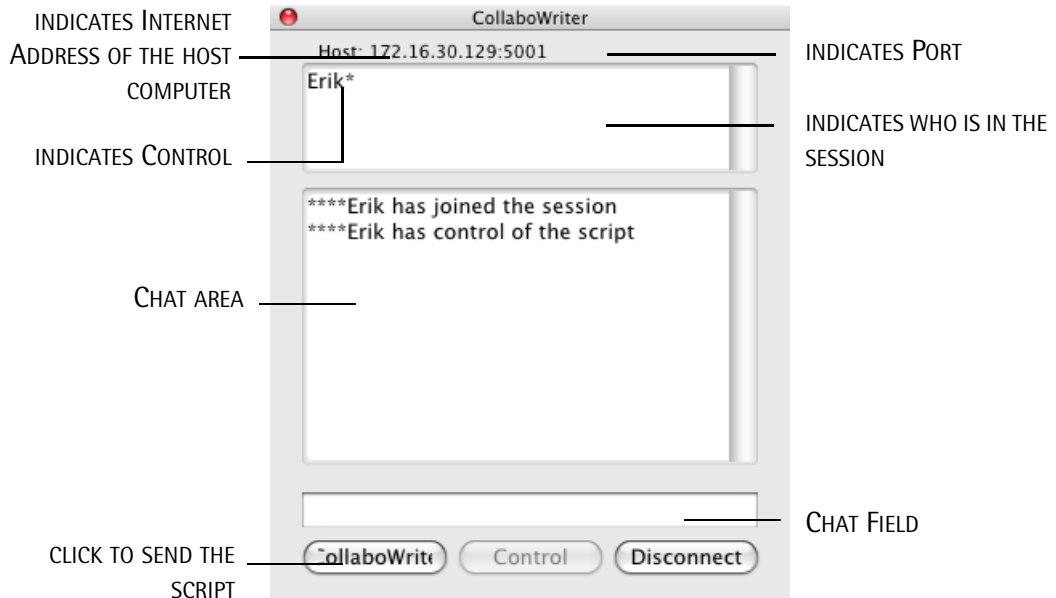 INDICATES INTERNET
ADDRESS OF THE HOST
COMPUTER
CollaboWriter
Host: 172.16.30.129:5001
INDICATES PORT
Erik*
INDICATES CONTROL
INDICATES WHO IS IN THE
SESSION
****Erik has joined the session
****Erik has control of the script
CHAT AREA
CHAT FIELD
CLICK TO SEND THE
SCRIPT
CollaboWrite
Control
Disconnect